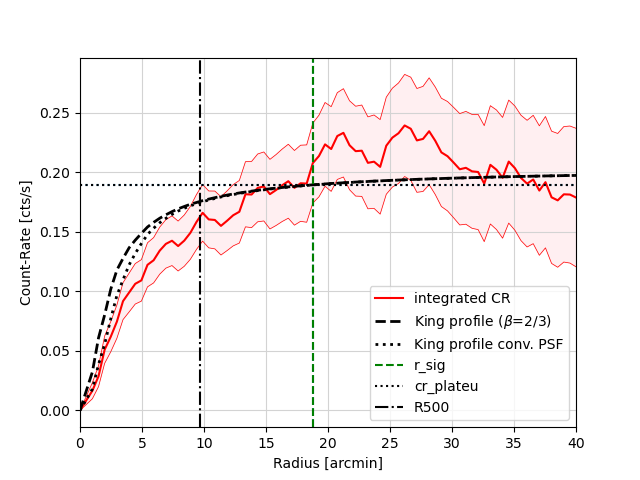 0.25
0.20
0.15
0.10
0.05
0.00
Count-Rate [cts/s]
integrated CR
King profile (β=2/3)
King profile conv. PSF
r_sig
cr_plateu
R500
0 5 10 15 20 25 30 35 40
Radius [arcmin]